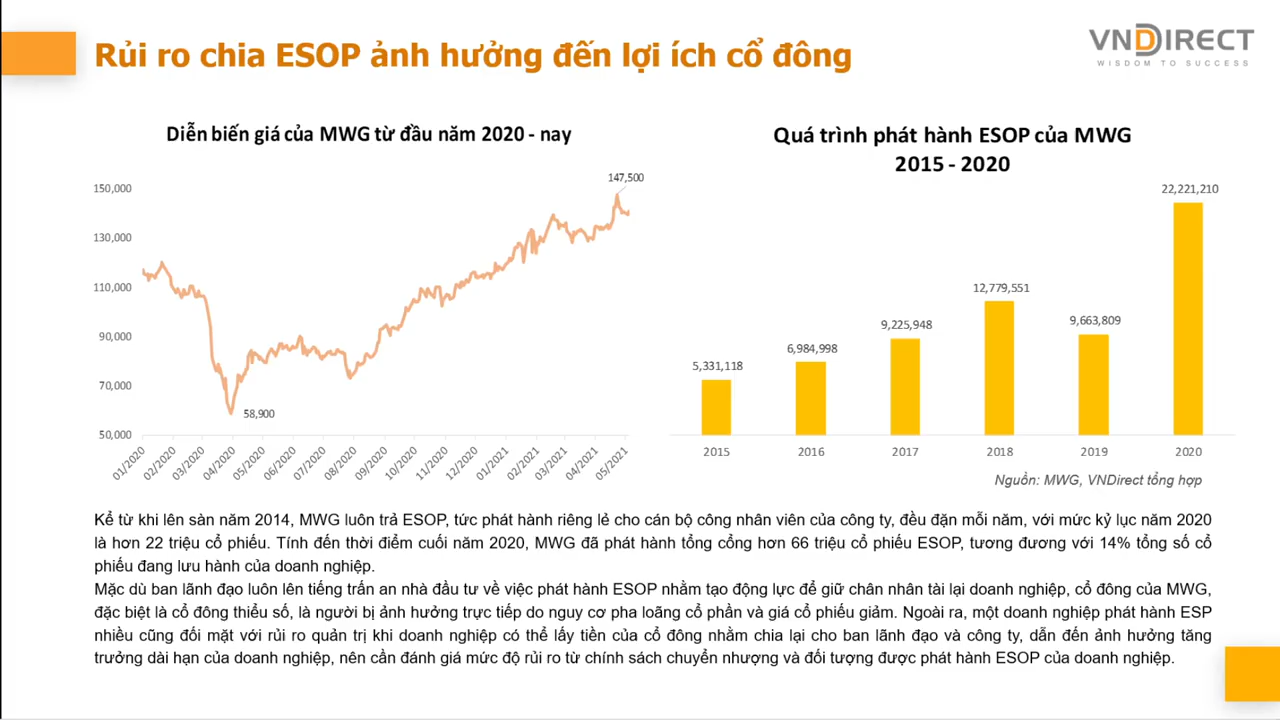 Rủi ro chia ESOP ảnh hưởng đến lợi ích cổ đông
VNDIRECT
WISDOM TO SUCCESS
Diễn biến giá của MWG từ đầu năm 2020 - nay
150,000
130,000
110,000
90,000
70,000
50,000
147,500
58,900
01/2020
02/2020
03/2020
04/2020
05/2020
06/2020
07/2020
08/2020
09/2020
10/2020
11/2020
12/2020
01/2021
02/2021
03/2021
04/2021
05/2021
Quá trình phát hành ESOP của MWG
2015 - 2020
5,331,118
6,984,998
9,225,948
12,779,551
9,663,809
22,221,210
2015
2016
2017
2018
2019
2020
Nguồn: MWG, VNDirect tổng hợp
Kể từ khi lên sàn năm 2014, MWG luôn trả ESOP, tức phát hành riêng lẻ cho cán bộ công nhân viên của công ty, đều đặn mỗi năm, với mức kỷ lục năm 2020
là hơn 22 triệu cổ phiếu. Tính đến thời điểm cuối năm 2020, MWG đã phát hành tổng cổng hơn 66 triệu cổ phiếu ESOP, tương đương với 14% tổng số cổ
phiếu đang lưu hành của doanh nghiệp.
Mặc dù ban lãnh đạo luôn lên tiếng trấn an nhà đầu tư về việc phát hành ESOP nhằm tạo động lực để giữ chân nhân tài lại doanh nghiệp, cổ đông của MWG,
đặc biệt là cổ đông thiểu số, là người bị ảnh hưởng trực tiếp do nguy cơ pha loãng cổ phần và giá cổ phiếu giảm. Ngoài ra, một doanh nghiệp phát hành ESP
nhiều cũng đối mặt với rủi ro quản trị khi doanh nghiệp có thể lấy tiền của cổ đông nhằm chia lại cho ban lãnh đạo và công ty, dẫn đến ảnh hưởng tăng
trưởng dài hạn của doanh nghiệp, nên cần đánh giá mức độ rủi ro từ chính sách chuyển nhượng và đối tượng được phát hành ESOP của doanh nghiệp.